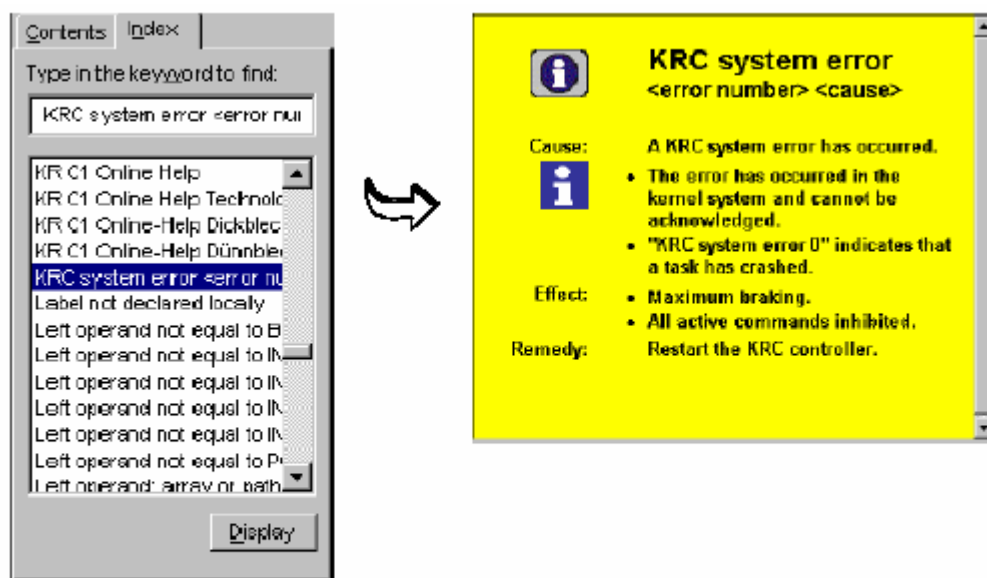 Contents Index
Type in the keyword to find:
KRC system error <error nur
KR C1 Online Help
KR C1 Online Help Technolo
KR C1 Online-Help Dickblec
KR C1 Online-Help Dünnblec
KRC system error <error nu
Label not declared locally
Left operand not equal to B
Left operand not equal to IN
Left operand not equal to IN
Left operand not equal to IN
Left operand not equal to IN
Left operand not equal to P
Left operand: array or path
Display
KRC system error
<error number> <cause>
Cause: A KRC system error has occurred.
• The error has occurred in the
kernel system and cannot be
acknowledged.
• "KRC system error 0" indicates that
a task has crashed.
Effect: • Maximum braking.
• All active commands inhibited.
Remedy: Restart the KRC controller.